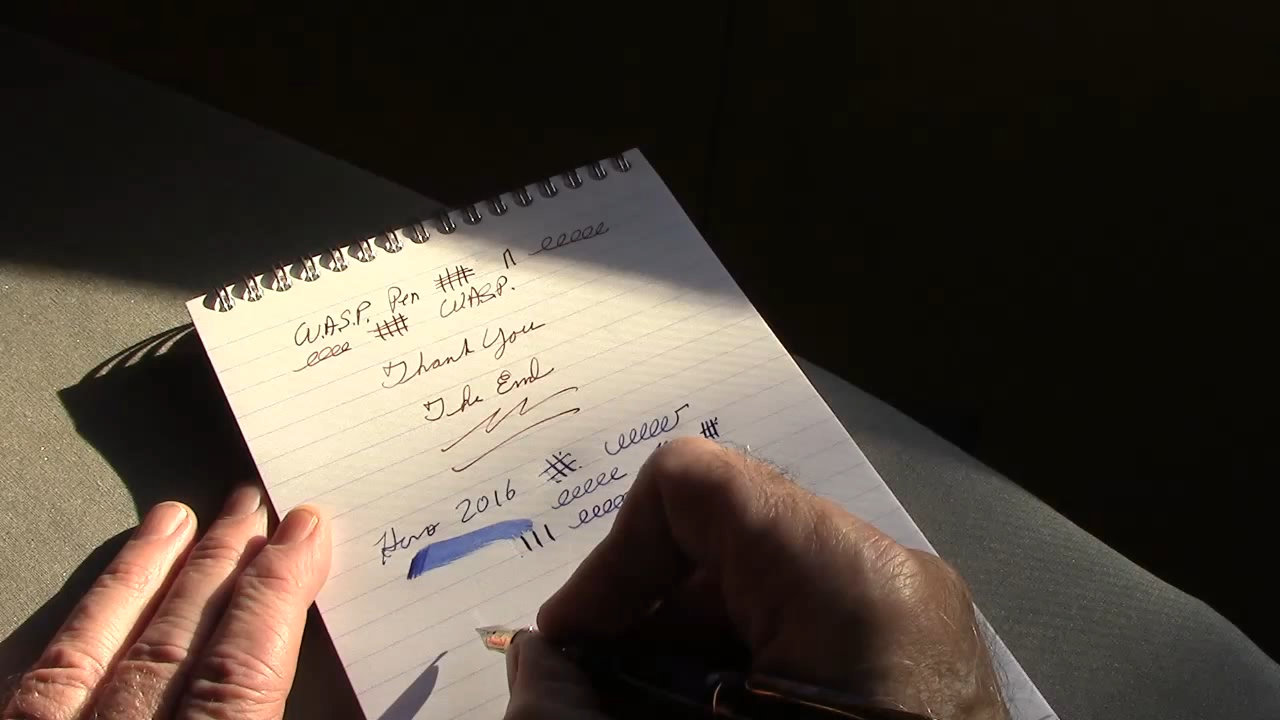 W.A.S.P. Pen
W.A.S.P.
Thank You
The End
Hero 2016